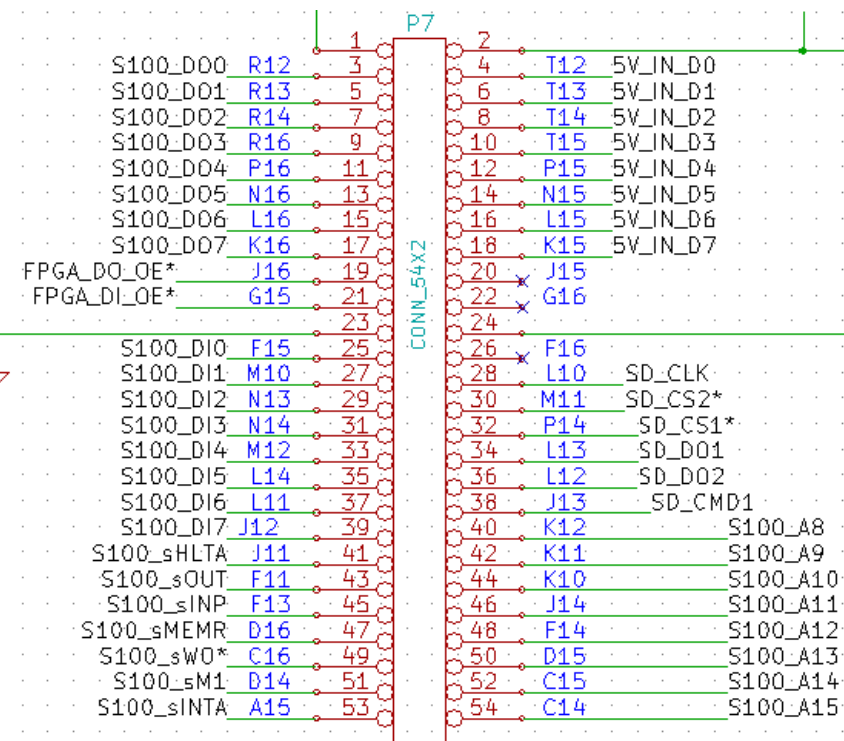 P7
1 2
S100_DO0 R12 3 4 T12 5V_IN_D0
S100_DO1 R13 5 6 T13 5V_IN_D1
S100_DO2 R14 7 8 T14 5V_IN_D2
S100_DO3 R16 9 10 T15 5V_IN_D3
S100_DO4 P16 11 12 P15 5V_IN_D4
S100_DO5 N16 13 14 N15 5V_IN_D5
S100_DO6 L16 15 16 L15 5V_IN_D6
S100_DO7 K16 17 18 K15 5V_IN_D7
FPGA_DO_OE* J16 19 20 J15
FPGA_DI_OE* G15 21 22 G16
23 24
S100_DI0 F15 25 26 F16
S100_DI1 M10 27 28 L10 SD_CLK
S100_DI2 N13 29 30 M11 SD_CS2*
S100_DI3 N14 31 32 P14 SD_CS1*
S100_DI4 M12 33 34 L13 SD_DO1
S100_DI5 L14 35 36 L12 SD_DO2
S100_DI6 L11 37 38 J13 SD_CMD1
S100_DI7 J12 39 40 K12 S100_A8
S100_sHLTA J11 41 42 K11 S100_A9
S100_sOUT F11 43 44 K10 S100_A10
S100_sINP F13 45 46 J14 S100_A11
S100_sMEMR D16 47 48 F14 S100_A12
S100_sWO* C16 49 50 D15 S100_A13
S100_sM1 D14 51 52 C15 S100_A14
S100_sINTA A15 53 54 C14 S100_A15
CONN_54X2